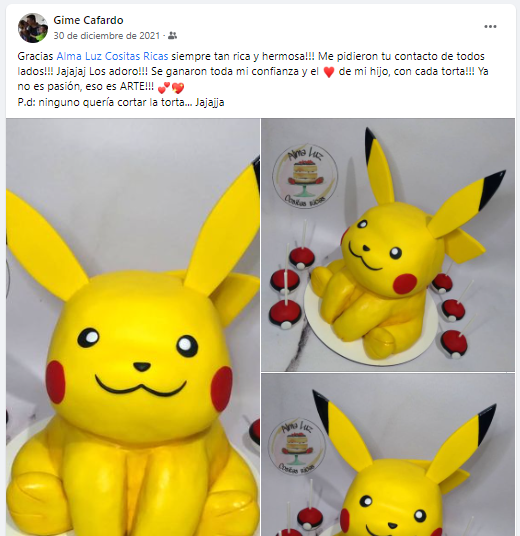 Gime Cafardo
30 de diciembre de 2021 ·
Gracias Alma Luz Cositas Ricas siempre tan rica y hermosa!!! Me pidieron tu contacto de todos
lados!!! Jajajaj Los adoro!!! Se ganaron toda mi confianza y el ❤️ de mi hijo, con cada torta!!! Ya
no es pasión, eso es ARTE!!! 💕💖
P.d: ninguno quería cortar la torta... Jajajja
Alma Luz
Cositas ricas
Alma Luz
Cositas ricas